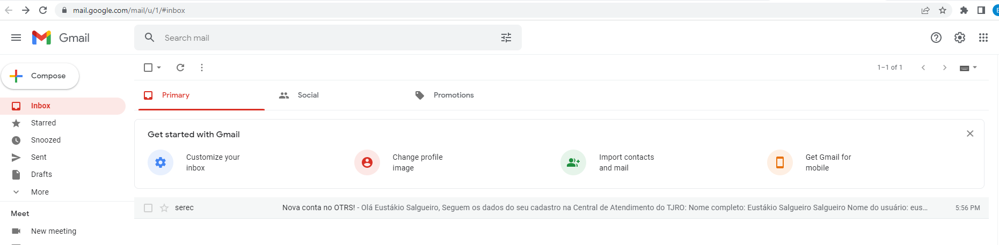 mail.google.com/mail/u/1/#inbox
E
Gmail
Search mail
1–1 of 1
Compose
Primary
Social
Promotions
Inbox
Starred
Snoozed
Sent
Drafts
More
Get started with Gmail
Customize your
inbox
Change profile
image
Import contacts
and mail
Get Gmail for
mobile
serec
Nova conta no OTRS! - Olá Eustákio Salgueiro, Seguem os dados do seu cadastro na Central de Atendimento do TJRO: Nome completo: Eustákio Salgueiro Salgueiro Nome do usuário: eus…
5:56 PM
Meet
New meeting